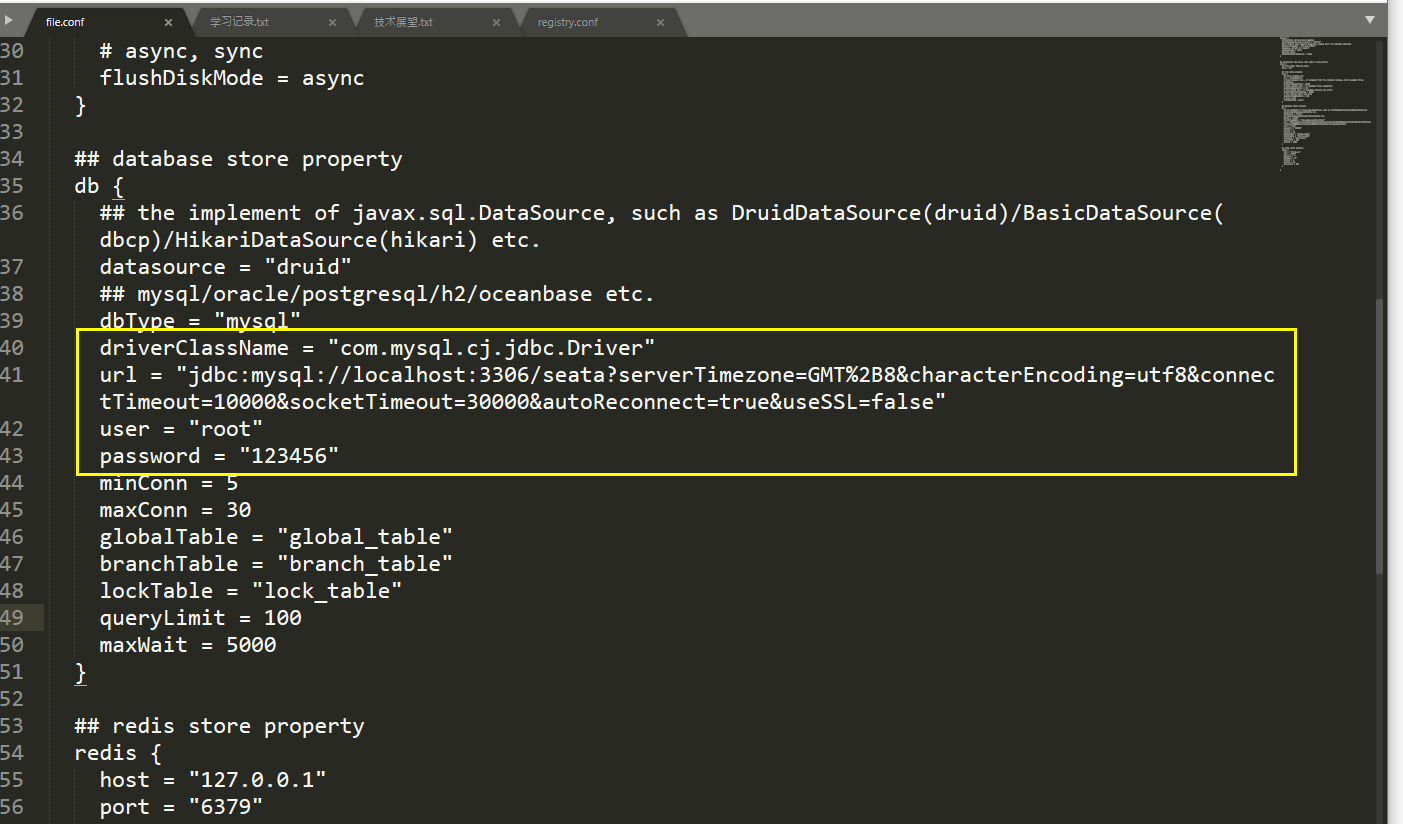 file.conf
学习记录.txt
技术展望.txt
registry.conf
30 # async, sync
31 flushDiskMode = async
32 }
33
34 ## database store property
35 db {
36 ## the implement of javax.sql.DataSource, such as DruidDataSource(druid)/BasicDataSource(
dbcp)/HikariDataSource(hikari) etc.
37 datasource = "druid"
38 ## mysql/oracle/postgresql/h2/oceanbase etc.
39 dbType = "mysql"
40 driverClassName = "com.mysql.cj.jdbc.Driver"
41 url = "jdbc:mysql://localhost:3306/seata?serverTimezone=GMT%2B8&characterEncoding=utf8&connec
tTimeout=10000&socketTimeout=30000&autoReconnect=true&useSSL=false"
42 user = "root"
43 password = "123456"
44 minConn = 5
45 maxConn = 30
46 globalTable = "global_table"
47 branchTable = "branch_table"
48 lockTable = "lock_table"
49 queryLimit = 100
50 maxWait = 5000
51 }
52
53 ## redis store property
54 redis {
55 host = "127.0.0.1"
56 port = "6379"